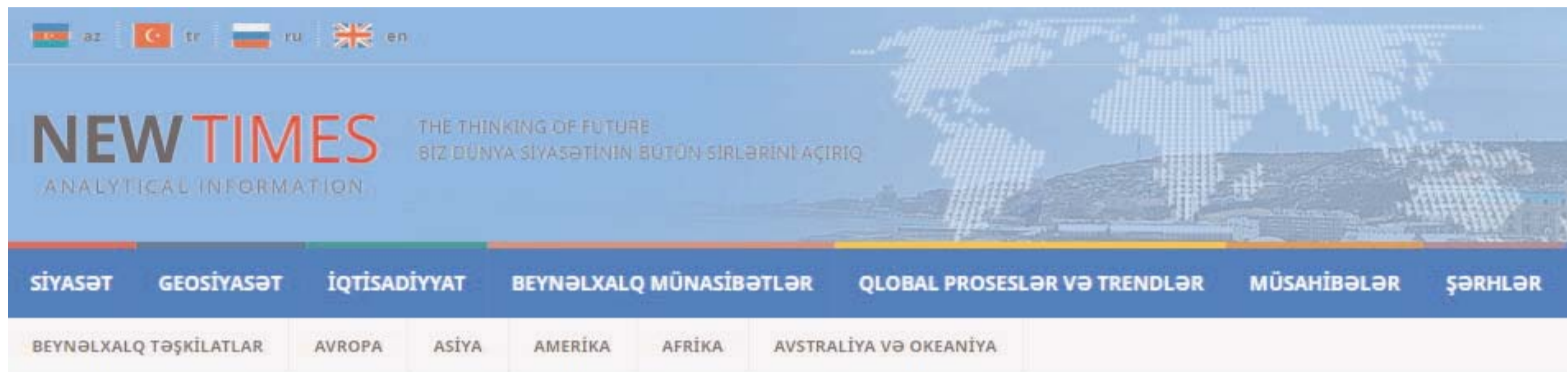 az tr ru en
NEW TIMES
ANALYTICAL INFORMATION
THE THINKING OF FUTURE
BİZ DÜNYA SİYASƏTİNİN BÜTÜN SİRLƏRİNİ AÇIRIQ
SİYASƏT GEOSİYASƏT İQTİSADİYYAT BEYNƏLXALQ MÜNASİBƏTLƏR QLOBAL PROSESLƏR VƏ TRENDLƏR MÜSAHİBƏLƏR ŞƏRHLƏR
BEYNƏLXALQ TƏŞKİLATLAR AVROPA ASİYA AMERİKA AFRİKA AVSTRALİYA VƏ OKEANİYA